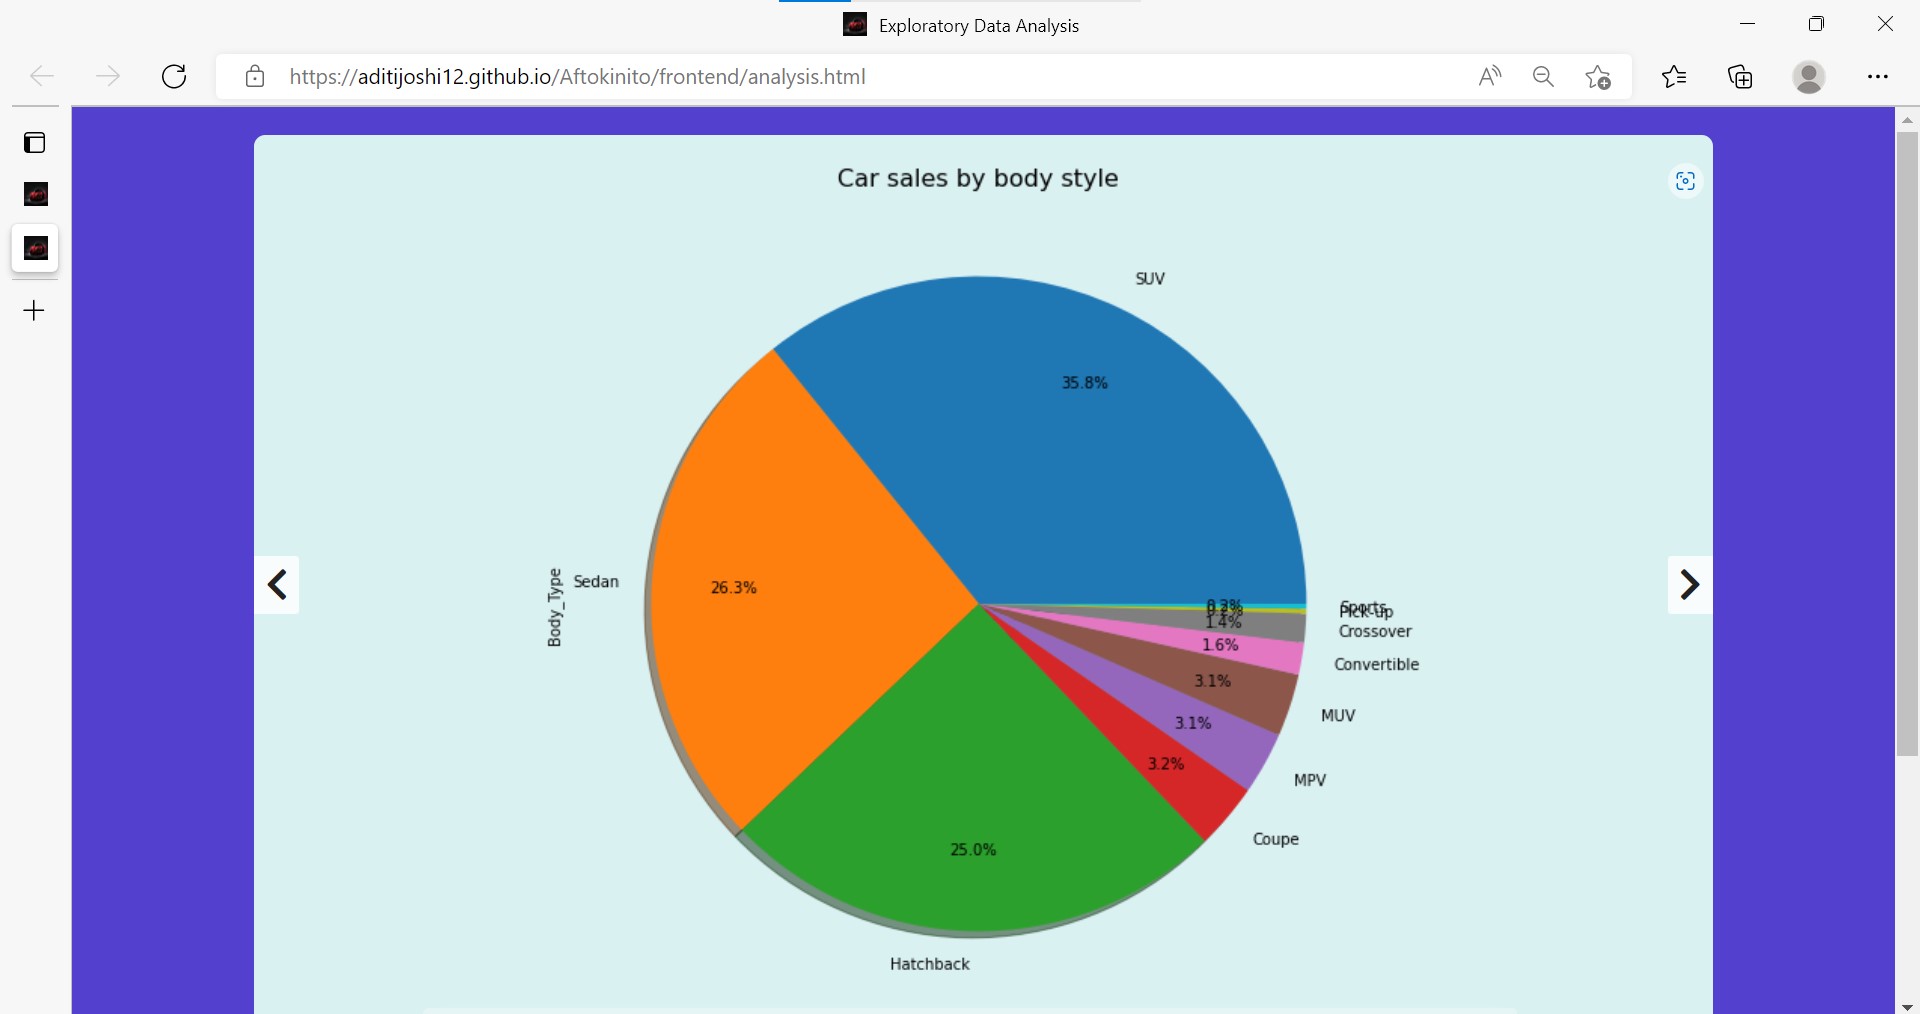 Exploratory Data Analysis
https://aditijoshi12.github.io/Aftokinito/frontend/analysis.html
Car sales by body style
SUV
35.8%
Sedan
26.3%
Body_Type
Sports
Pick-up
1.4%
Crossover
1.6%
Convertible
3.1%
MUV
3.1%
MPV
3.2%
Coupe
25.0%
Hatchback